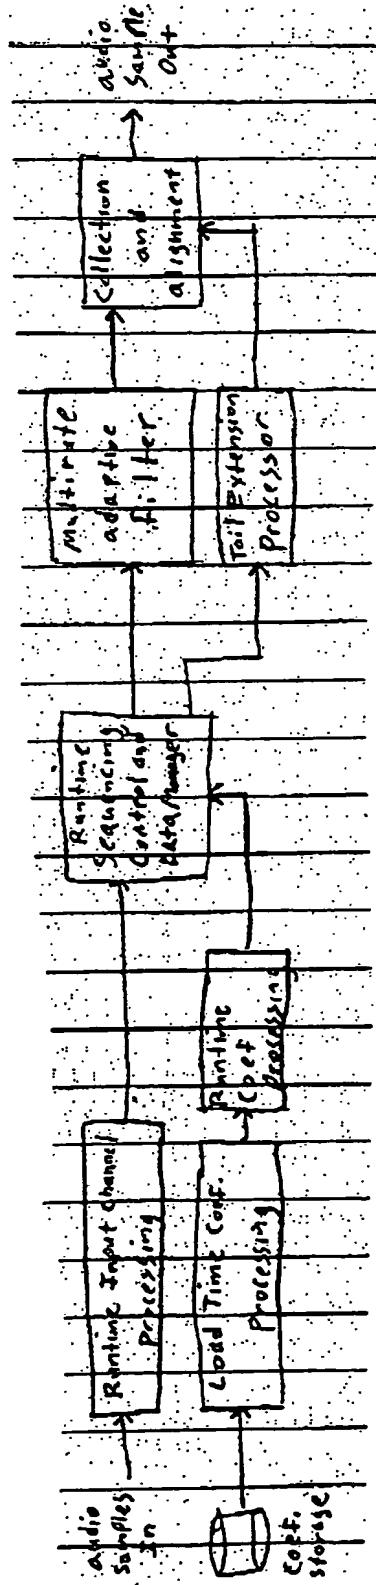 audio
samples
In
Coef.
Storage
Runtime Input Channel
Processing
Load Time Coef.
Processing
Runtime
Coef
Processing
Runtime
Sequencing
Control and
Data Manager
Multirate
adaptive
filter
Tail Extension
Processor
Collection
and
alignment
audio
Sample
Out